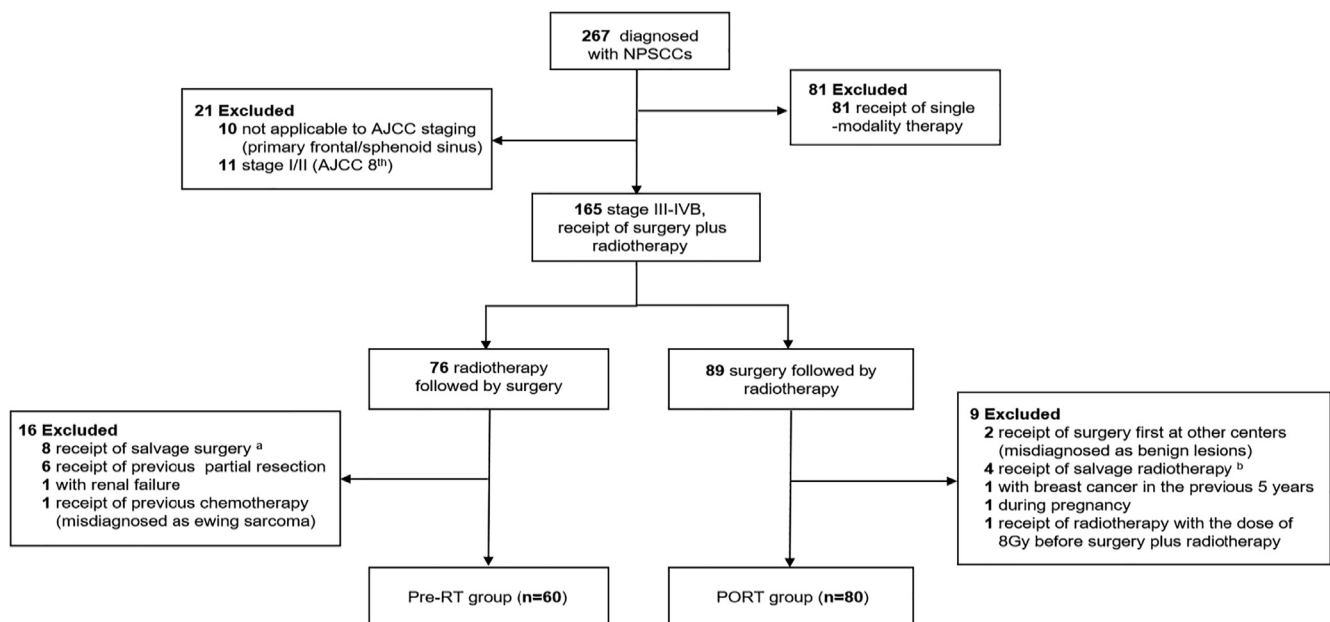 267 diagnosed
with NPSCCs
81 Excluded
81 receipt of single
-modality therapy
21 Excluded
10 not applicable to AJCC staging
(primary frontal/sphenoid sinus)
11 stage I/II (AJCC 8th)
165 stage III-IVB,
receipt of surgery plus
radiotherapy
76 radiotherapy
followed by surgery
89 surgery followed by
radiotherapy
16 Excluded
8 receipt of salvage surgery a
6 receipt of previous partial resection
1 with renal failure
1 receipt of previous chemotherapy
(misdiagnosed as ewing sarcoma)
9 Excluded
2 receipt of surgery first at other centers
(misdiagnosed as benign lesions)
4 receipt of salvage radiotherapy b
1 with breast cancer in the previous 5 years
1 during pregnancy
1 receipt of radiotherapy with the dose of
8Gy before surgery plus radiotherapy
Pre-RT group (n=60)
PORT group (n=80)